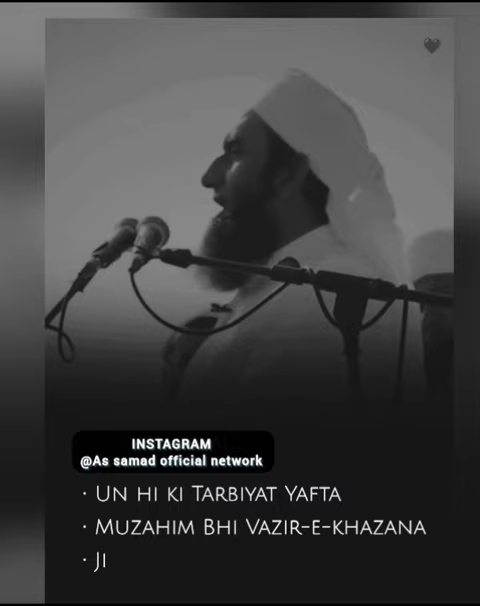 INSTAGRAM
@As samad official network
· Un hi ki Tarbiyat Yafta
· Muzahim Bhi Vazir-e-khazana
· Ji